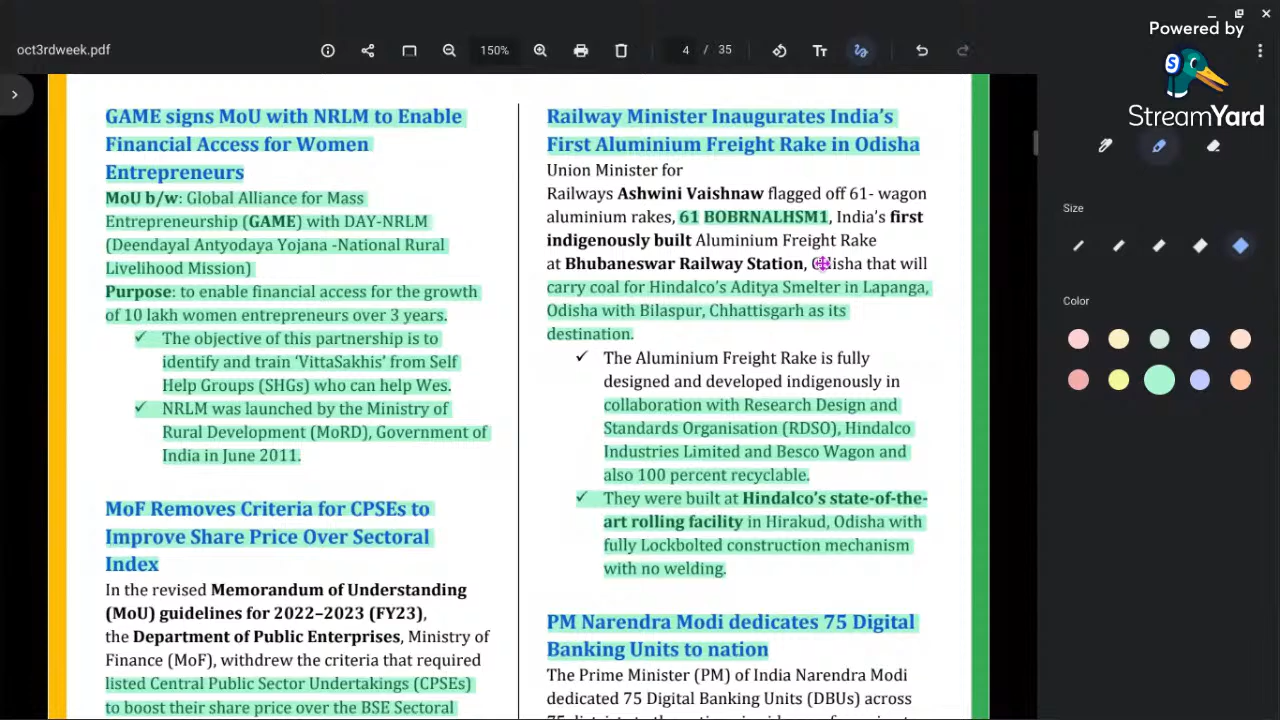 oct3rdweek.pdf
150%
4 / 35
Powered by
StreamYard
Size
Color
GAME signs MoU with NRLM to Enable
Financial Access for Women
Entrepreneurs
MoU b/w: Global Alliance for Mass
Entrepreneurship (GAME) with DAY-NRLM
(Deendayal Antyodaya Yojana -National Rural
Livelihood Mission)
Purpose: to enable financial access for the growth
of 10 lakh women entrepreneurs over 3 years.
✓ The objective of this partnership is to
identify and train ‘VittaSakhis’ from Self
Help Groups (SHGs) who can help Wes.
✓ NRLM was launched by the Ministry of
Rural Development (MoRD), Government of
India in June 2011.
MoF Removes Criteria for CPSEs to
Improve Share Price Over Sectoral
Index
In the revised Memorandum of Understanding
(MoU) guidelines for 2022–2023 (FY23),
the Department of Public Enterprises, Ministry of
Finance (MoF), withdrew the criteria that required
listed Central Public Sector Undertakings (CPSEs)
to boost their share price over the BSE Sectoral
Railway Minister Inaugurates India’s
First Aluminium Freight Rake in Odisha
Union Minister for
Railways Ashwini Vaishnaw flagged off 61- wagon
aluminium rakes, 61 BOBRNALHSM1, India’s first
indigenously built Aluminium Freight Rake
at Bhubaneswar Railway Station, Odisha that will
carry coal for Hindalco’s Aditya Smelter in Lapanga,
Odisha with Bilaspur, Chhattisgarh as its
destination.
✓ The Aluminium Freight Rake is fully
designed and developed indigenously in
collaboration with Research Design and
Standards Organisation (RDSO), Hindalco
Industries Limited and Besco Wagon and
also 100 percent recyclable.
✓ They were built at Hindalco’s state-of-the-
art rolling facility in Hirakud, Odisha with
fully Lockbolted construction mechanism
with no welding.
PM Narendra Modi dedicates 75 Digital
Banking Units to nation
The Prime Minister (PM) of India Narendra Modi
dedicated 75 Digital Banking Units (DBUs) across